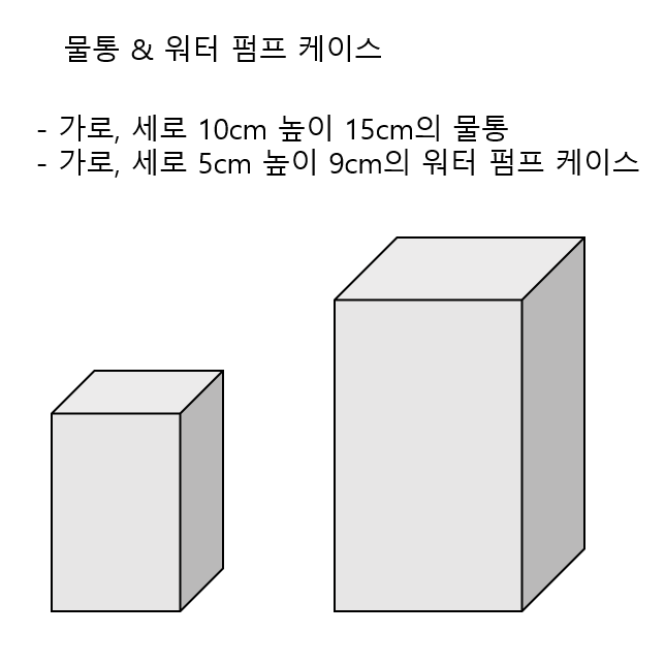 물통 & 워터 펌프 케이스
- 가로, 세로 10cm 높이 15cm의 물통
- 가로, 세로 5cm 높이 9cm의 워터 펌프 케이스